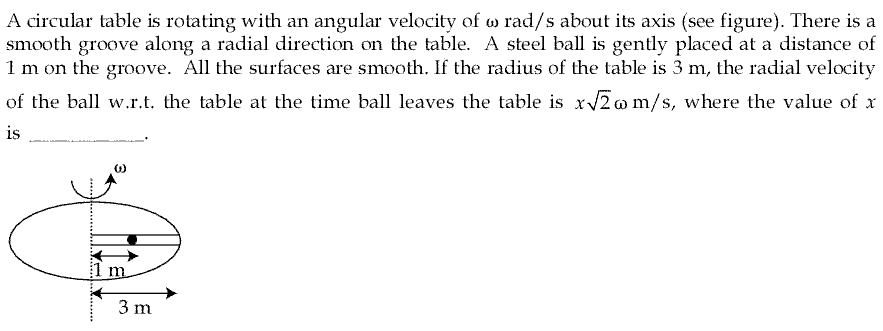 A circular table is rotating with an angular velocity of ω rad/s about its axis (see figure). There is a
smooth groove along a radial direction on the table. A steel ball is gently placed at a distance of
1 m on the groove. All the surfaces are smooth. If the radius of the table is 3 m, the radial velocity
of the ball w.r.t. the table at the time ball leaves the table is x√2 ω m/s, where the value of x
is ____________.
ω
1 m
3 m